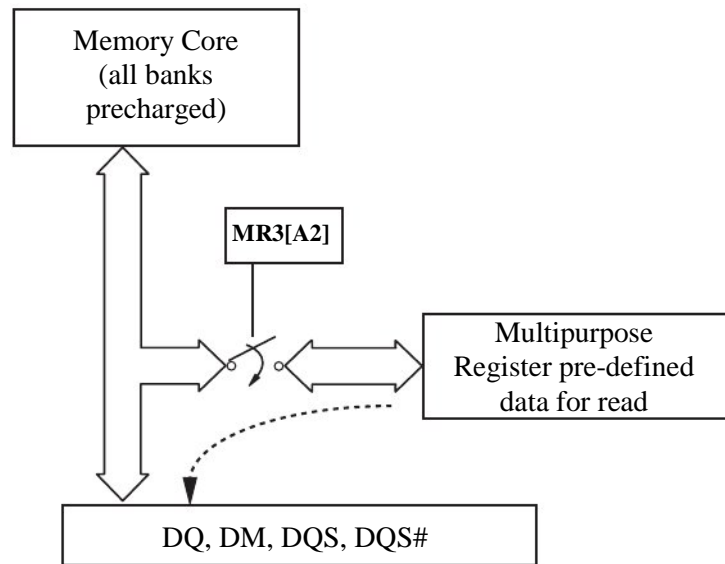 Memory Core
(all banks
precharged)
MR3[A2]
Multipurpose
Register pre-defined
data for read
DQ, DM, DQS, DQS#